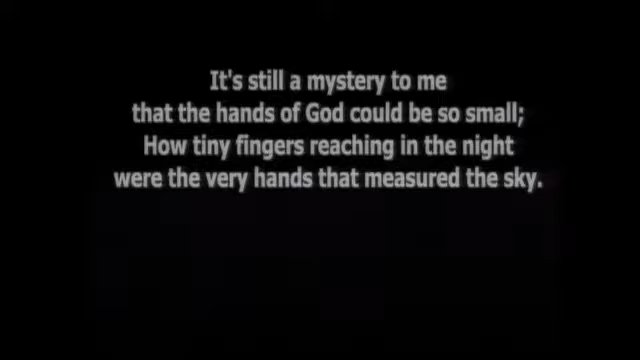 It's still a mystery to me
that the hands of God could be so small;
How tiny fingers reaching in the night
were the very hands that measured the sky.